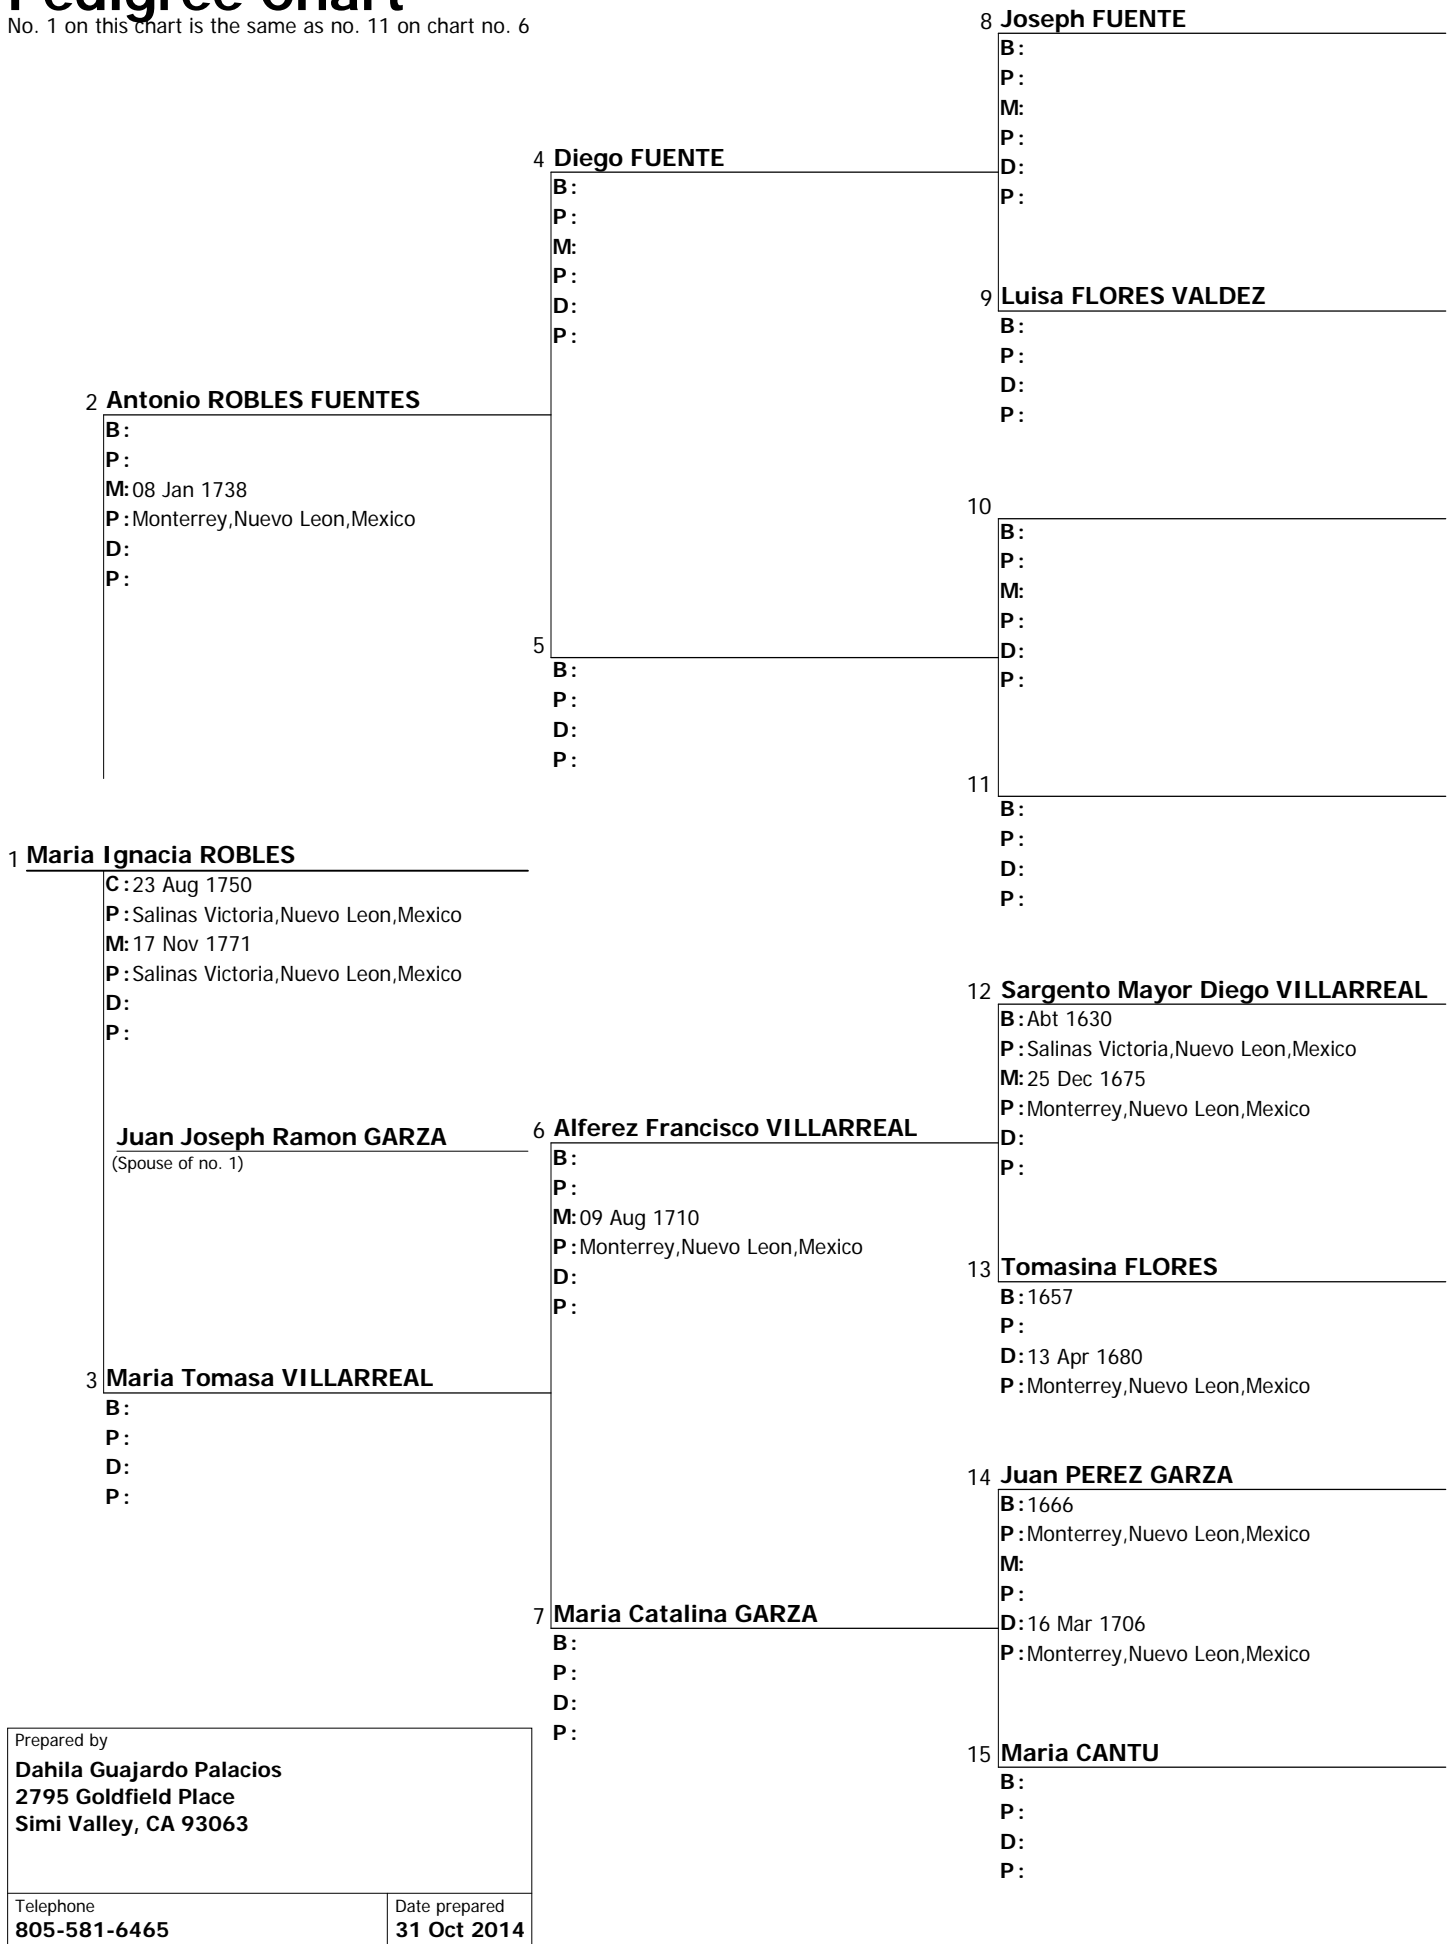 Pedigree Chart
No. 1 on this chart is the same as no. 11 on chart no. 6
8 Joseph FUENTE
B:
P:
M:
P:
D:
P:
4 Diego FUENTE
B:
P:
M:
P:
D:
P:
9 Luisa FLORES VALDEZ
B:
P:
D:
P:
2 Antonio ROBLES FUENTES
B:
P:
M: 08 Jan 1738
P: Monterrey,Nuevo Leon,Mexico
D:
P:
10
B:
P:
M:
P:
D:
P:
5
B:
P:
D:
P:
11
B:
P:
D:
P:
1 Maria Ignacia ROBLES
C: 23 Aug 1750
P: Salinas Victoria,Nuevo Leon,Mexico
M: 17 Nov 1771
P: Salinas Victoria,Nuevo Leon,Mexico
D:
P:
Juan Joseph Ramon GARZA
(Spouse of no. 1)
12 Sargento Mayor Diego VILLARREAL
B: Abt 1630
P: Salinas Victoria,Nuevo Leon,Mexico
M: 25 Dec 1675
P: Monterrey,Nuevo Leon,Mexico
D:
P:
6 Alferez Francisco VILLARREAL
B:
P:
M: 09 Aug 1710
P: Monterrey,Nuevo Leon,Mexico
D:
P:
13 Tomasina FLORES
B: 1657
P:
D: 13 Apr 1680
P: Monterrey,Nuevo Leon,Mexico
3 Maria Tomasa VILLARREAL
B:
P:
D:
P:
14 Juan PEREZ GARZA
B: 1666
P: Monterrey,Nuevo Leon,Mexico
M:
P:
D: 16 Mar 1706
P: Monterrey,Nuevo Leon,Mexico
7 Maria Catalina GARZA
B:
P:
D:
P:
15 Maria CANTU
B:
P:
D:
P:
Prepared by
Dahila Guajardo Palacios
2795 Goldfield Place
Simi Valley, CA 93063
Telephone
805-581-6465
Date prepared
31 Oct 2014